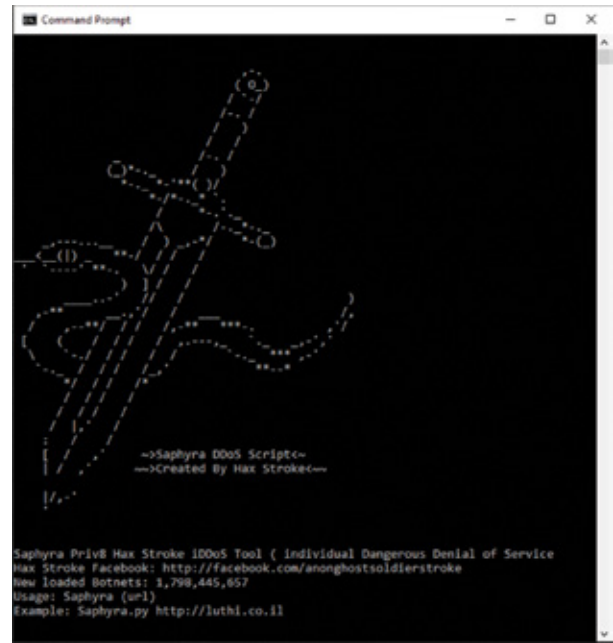 Command Prompt
~>Saphyra DDoS Script<~
~~>Created By Hax Stroke<~~
Saphyra Priv8 Hax Stroke iDDoS Tool ( individual Dangerous Denial of Service
Hax Stroke Facebook: http://facebook.com/anonghostsoldierstroke
New loaded Botnets: 1,798,445,657
Usage: Saphyra (url)
Example: Saphyra.py http://luthi.co.il